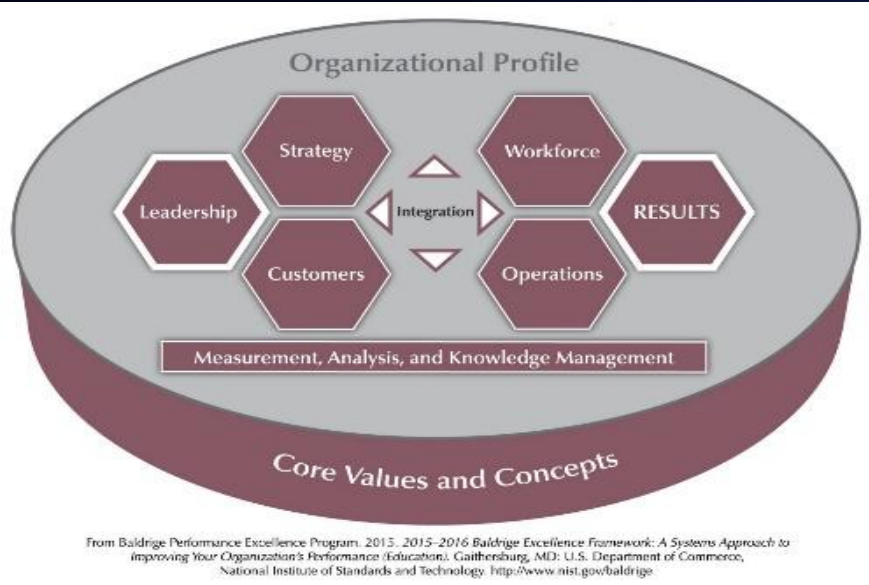 Organizational Profile
Strategy
Workforce
Leadership
Integration
RESULTS
Customers
Operations
Measurement, Analysis, and Knowledge Management
Core Values and Concepts
From Baldrige Performance Excellence Program. 2015. 2015–2016 Baldrige Excellence Framework: A Systems Approach to
Improving Your Organization's Performance (Education). Gaithersburg, MD: U.S. Department of Commerce,
National Institute of Standards and Technology. http://www.nist.gov/baldrige.